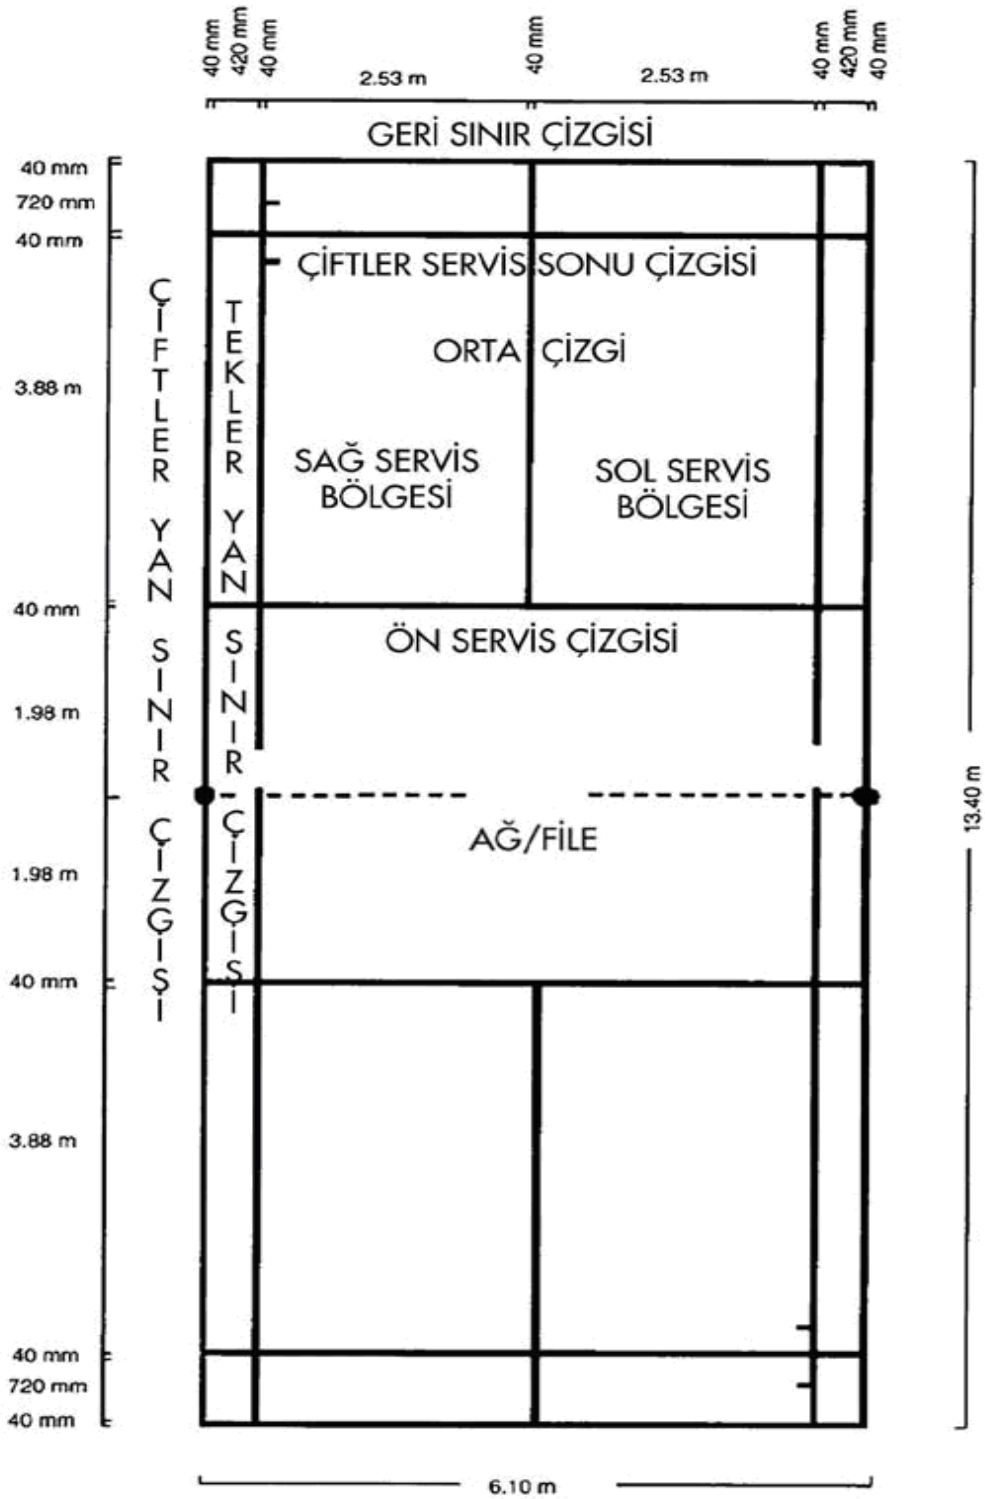 40 mm
420 mm
40 mm
2.53 m
40 mm
2.53 m
40 mm
420 mm
40 mm
GERİ SINIR ÇİZGİSİ
40 mm
720 mm
40 mm
ÇİFTLER SERVİS SONU ÇİZGİSİ
ÇİFTLER YAN SINIR ÇİZGİSİ
TEKLER YAN SINIR ÇİZGİSİ
ORTA ÇİZGİ
3.88 m
SAĞ SERVİS
BÖLGESİ
SOL SERVİS
BÖLGESİ
40 mm
ÖN SERVİS ÇİZGİSİ
1.98 m
13.40 m
AĞ/FİLE
1.98 m
40 mm
3.88 m
40 mm
720 mm
40 mm
6.10 m